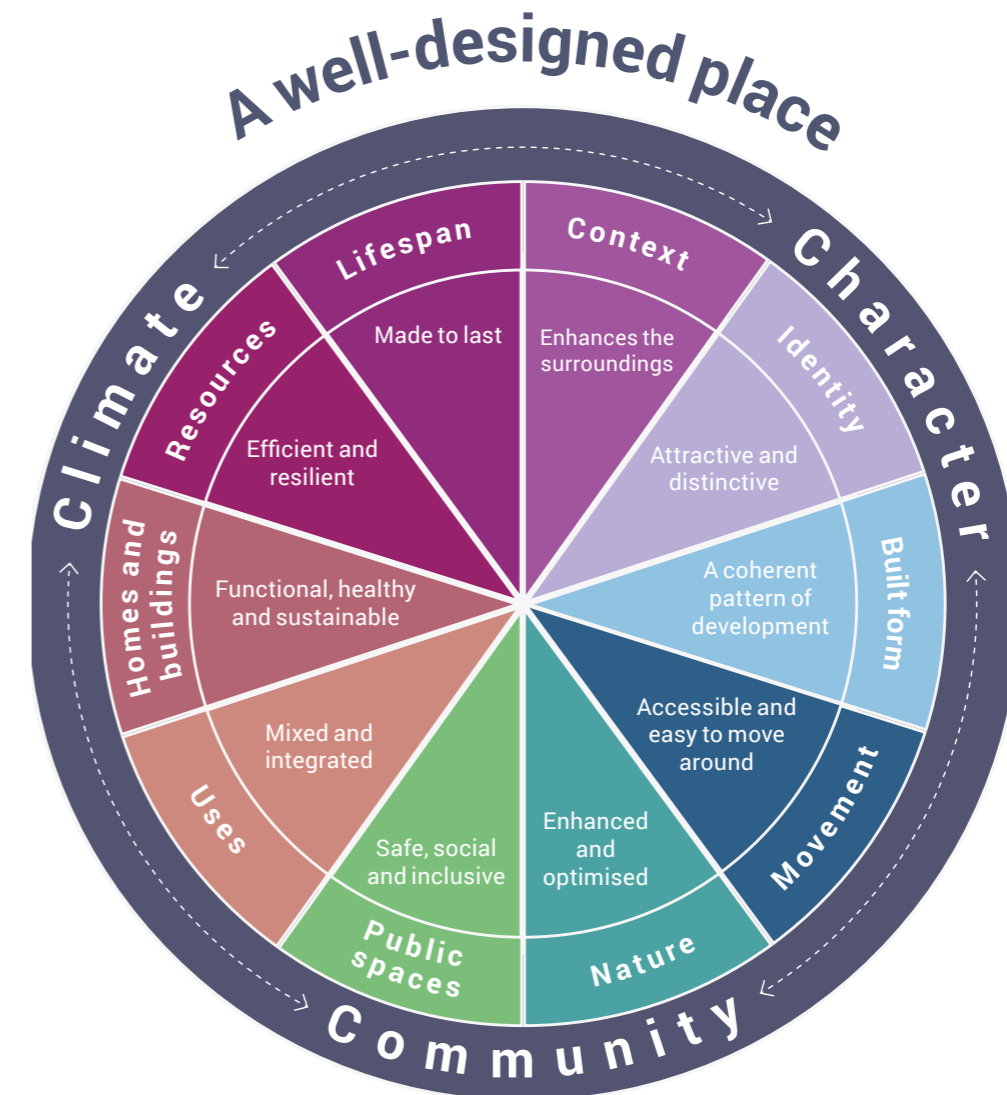 A well-designed place
Climate
Character
Community
Context
Enhances the
surroundings
Identity
Attractive and
distinctive
Built form
A coherent
pattern of
development
Movement
Accessible and
easy to move
around
Nature
Enhanced
and
optimised
Public
spaces
Safe, social
and inclusive
Uses
Mixed and
integrated
Homes and
buildings
Functional, healthy
and sustainable
Resources
Efficient and
resilient
Lifespan
Made to last